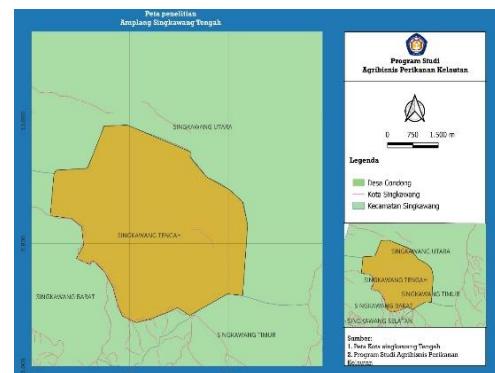 Peta penelitian
Amplang Singkawang Tengah
SINGKAWANG UTARA
SINGKAWANG TENGA
SINGKAWANG BARAT
SINGKAWANG TIMUR
Program Studi
Agribisnis Perikanan Kelautan
0 750 1.500 m
Legenda
Desa Condong
Kota Singkawang
Kecamatan Singkawang
SINGKAWANG UTARA
SINGKAWANG TENGA
SINGKAWANG TIMUR
SINGKAWANG BARAT
SINGKAWANG SELATAN
Sumber:
1. Peta Kota singkawang Tengah
2. Program Studi Agribisnis Perikanan
Kelautan